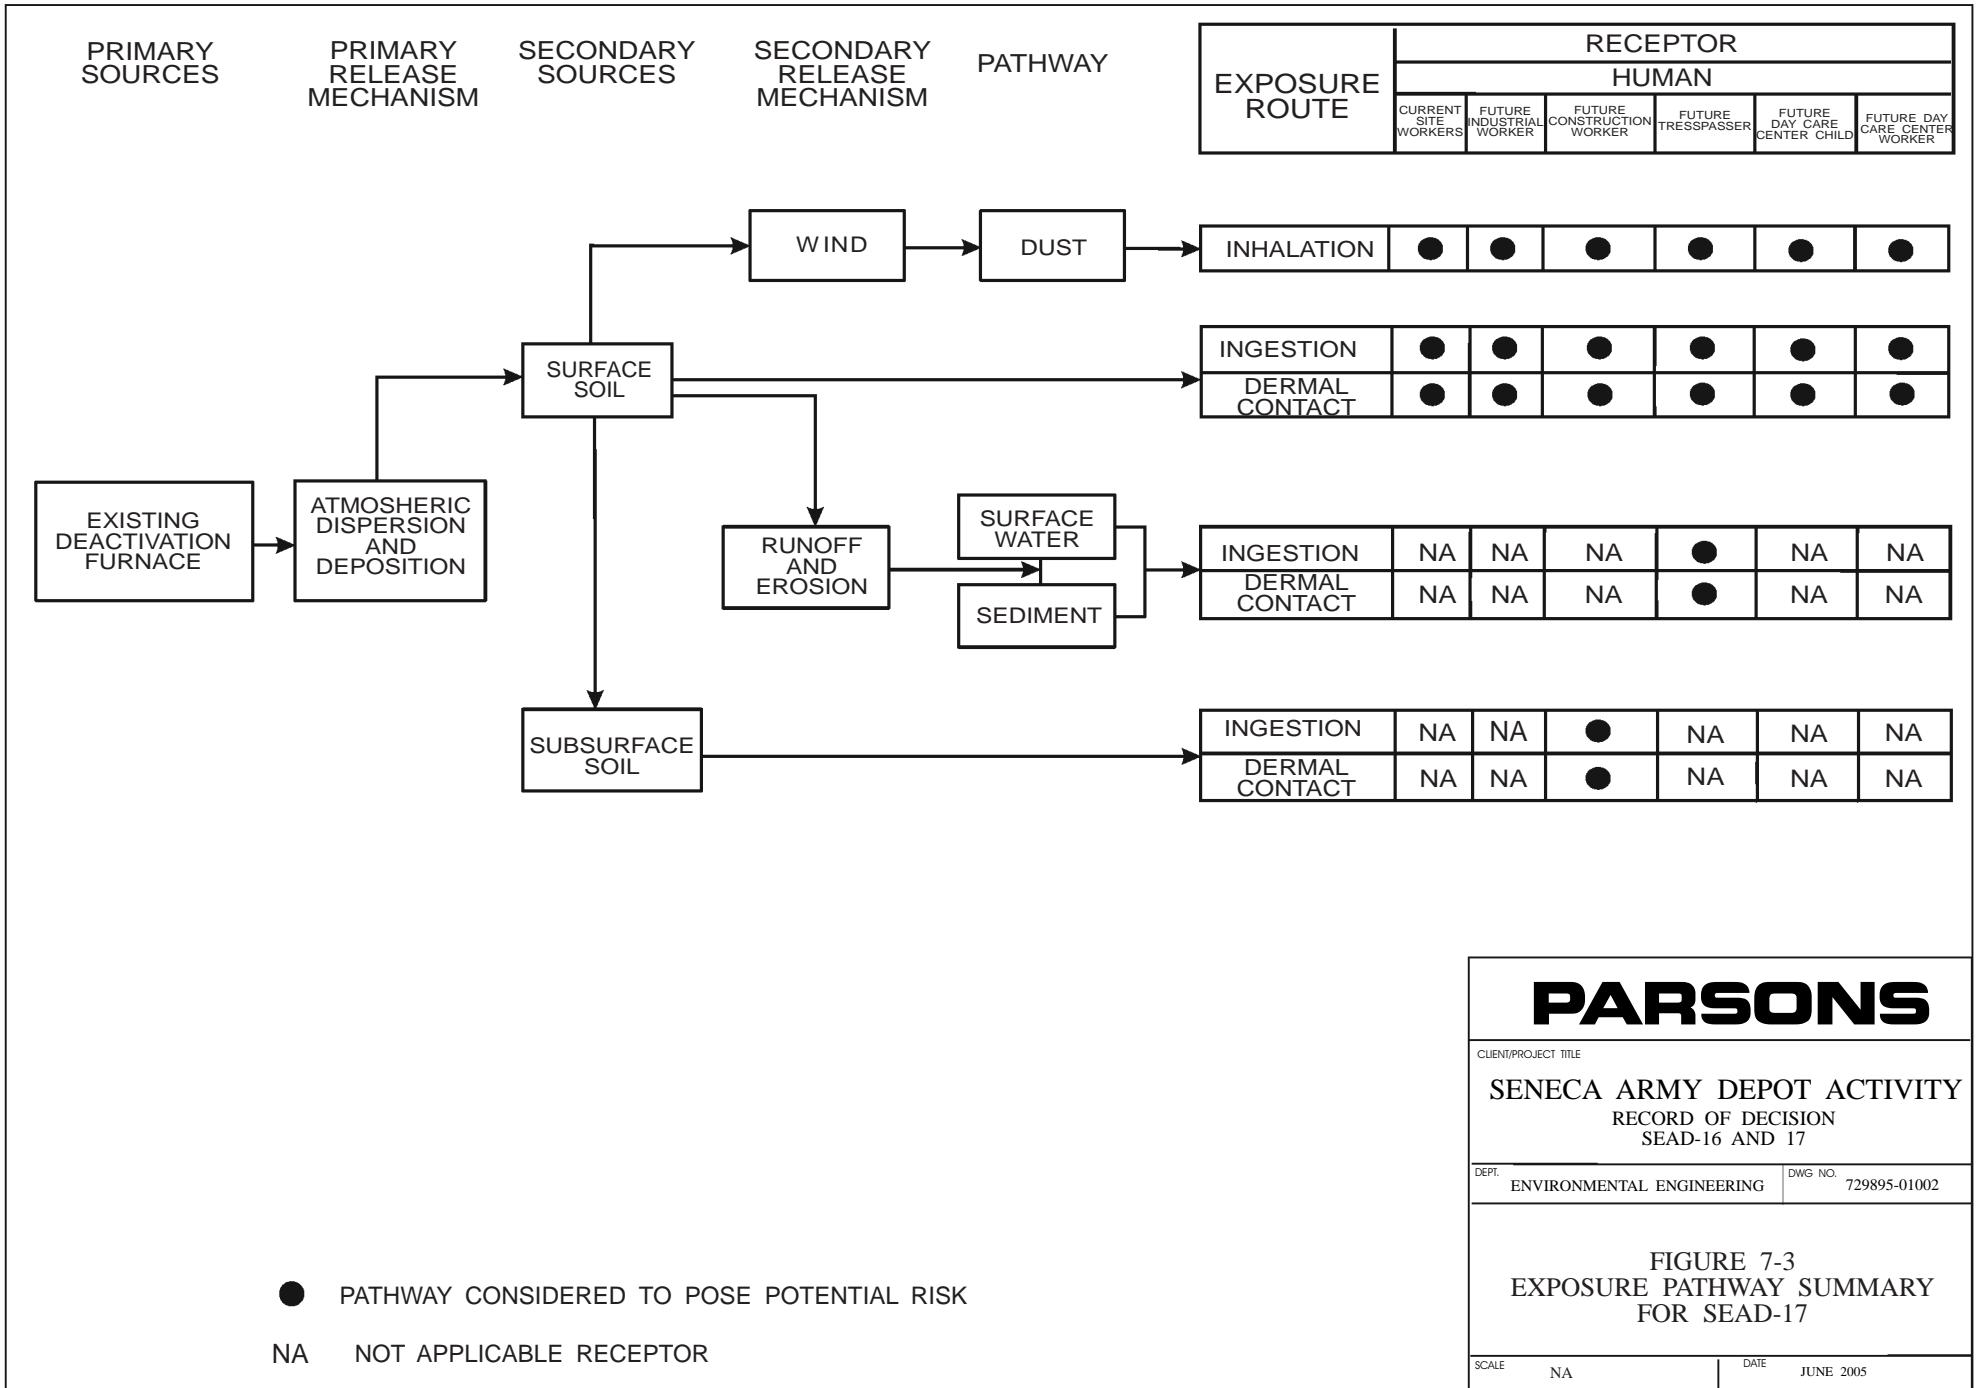 PRIMARY
SOURCES
PRIMARY
RELEASE
MECHANISM
SECONDARY
SOURCES
SECONDARY
RELEASE
MECHANISM
PATHWAY
EXPOSURE
ROUTE
RECEPTOR
HUMAN
CURRENT
SITE
WORKERS
FUTURE
INDUSTRIAL
WORKER
FUTURE
CONSTRUCTION
WORKER
FUTURE
TRESSPASSER
FUTURE
DAY CARE
CENTER CHILD
FUTURE DAY
CARE CENTER
WORKER
WIND
DUST
INHALATION
SURFACE
SOIL
INGESTION
DERMAL
CONTACT
EXISTING
DEACTIVATION
FURNACE
ATMOSHERIC
DISPERSION
AND
DEPOSITION
RUNOFF
AND
EROSION
SURFACE
WATER
SEDIMENT
INGESTION NA NA NA NA NA
DERMAL
CONTACT NA NA NA NA NA
SUBSURFACE
SOIL
INGESTION NA NA NA NA NA
DERMAL
CONTACT NA NA NA NA NA
PATHWAY CONSIDERED TO POSE POTENTIAL RISK
NA NOT APPLICABLE RECEPTOR
PARSONS
CLIENT/PROJECT TITLE
SENECA ARMY DEPOT ACTIVITY
RECORD OF DECISION
SEAD-16 AND 17
DEPT. ENVIRONMENTAL ENGINEERING
DWG NO. 729895-01002
FIGURE 7-3
EXPOSURE PATHWAY SUMMARY
FOR SEAD-17
SCALE NA
DATE JUNE 2005